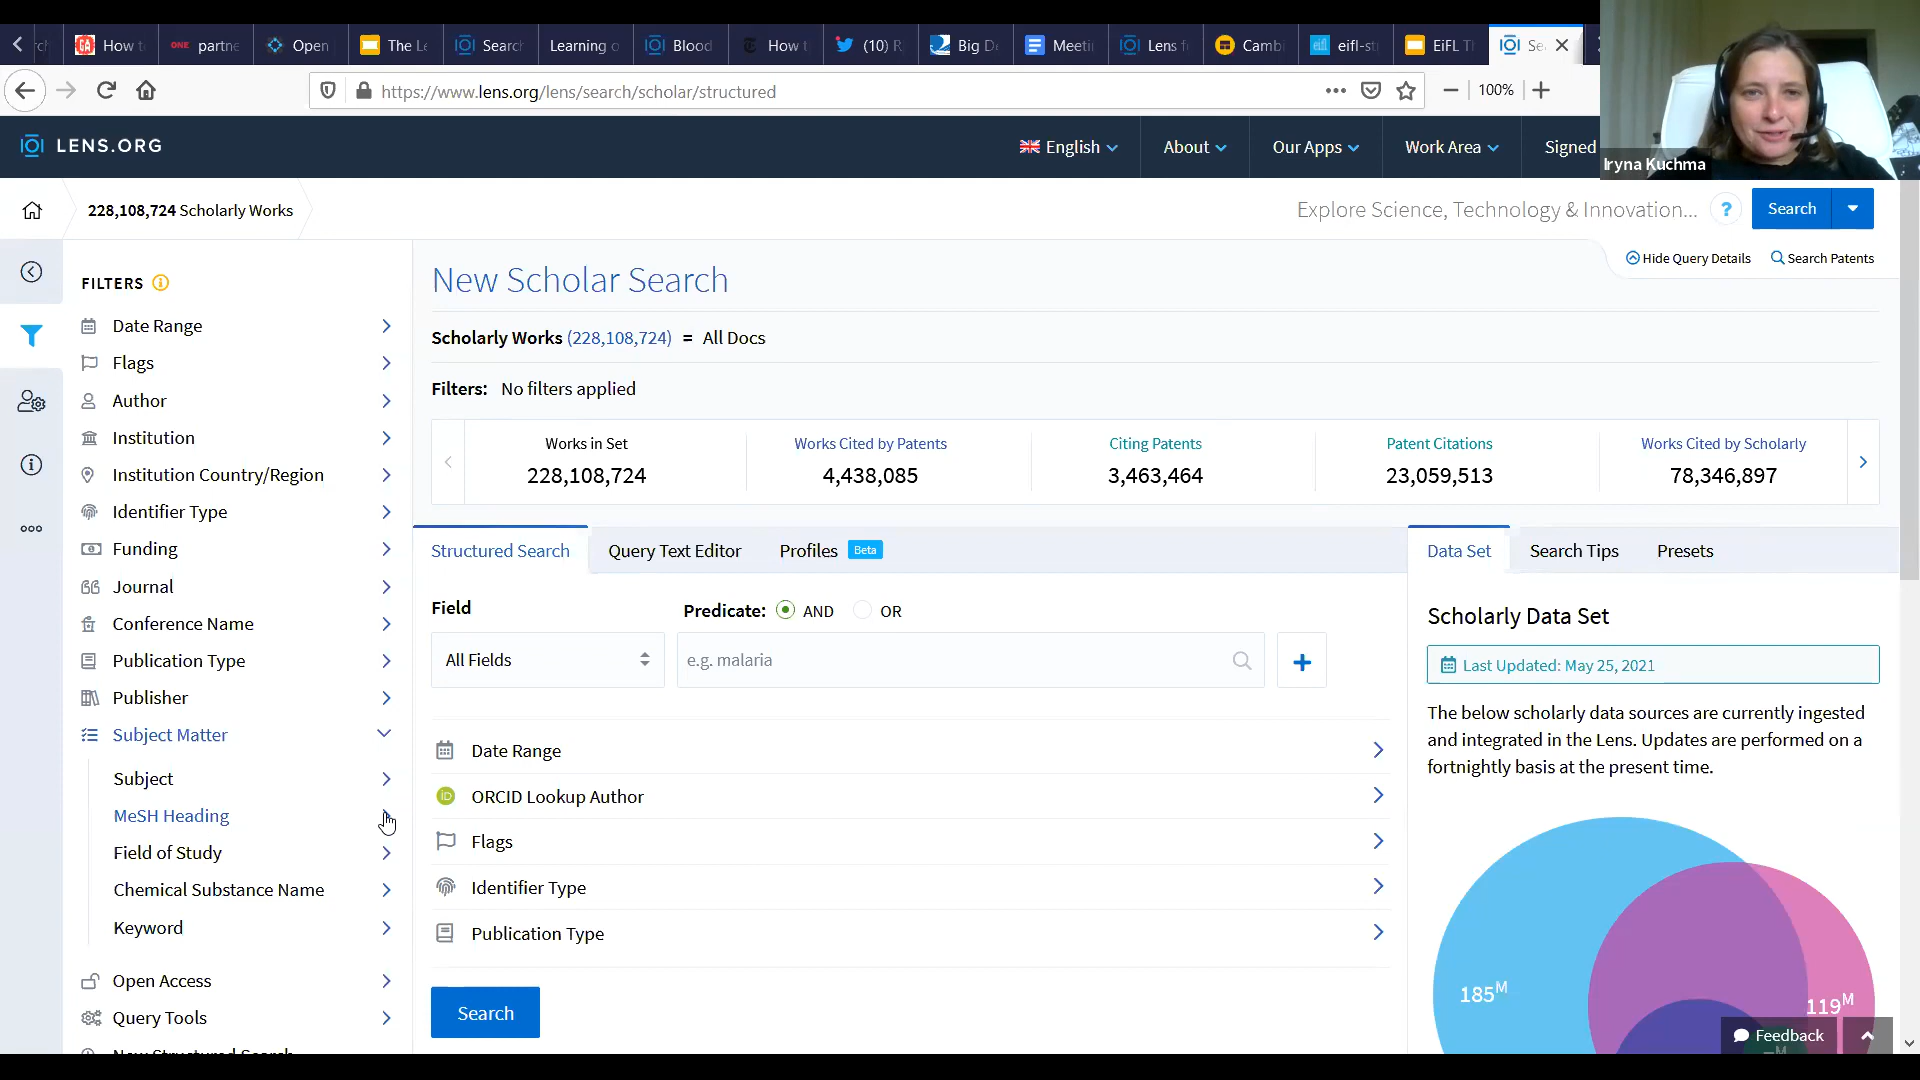 How t
ONE partne
Open
The Le
Search
Learning o
Blood
How t
(10) R
Big D
Meeti
Lens f
Camb
eifl-st
EiFL T
Se
https://www.lens.org/lens/search/scholar/structured
100%
LENS.ORG
English
About
Our Apps
Work Area
Signed
Iryna Kuchma
228,108,724 Scholarly Works
Explore Science, Technology & Innovation...
?
Search
Hide Query Details
Search Patents
FILTERS
Date Range
Flags
Author
Institution
Institution Country/Region
Identifier Type
Funding
Journal
Conference Name
Publication Type
Publisher
Subject Matter
Subject
MeSH Heading
Field of Study
Chemical Substance Name
Keyword
Open Access
Query Tools
New Structured Search
New Scholar Search
Scholarly Works (228,108,724) = All Docs
Filters: No filters applied
Works in Set
228,108,724
Works Cited by Patents
4,438,085
Citing Patents
3,463,464
Patent Citations
23,059,513
Works Cited by Scholarly
78,346,897
Structured Search
Query Text Editor
Profiles Beta
Field
Predicate: AND OR
All Fields
e.g. malaria
Date Range
ORCID Lookup Author
Flags
Identifier Type
Publication Type
Search
Data Set
Search Tips
Presets
Scholarly Data Set
Last Updated: May 25, 2021
The below scholarly data sources are currently ingested
and integrated in the Lens. Updates are performed on a
fortnightly basis at the present time.
185M
119M
Feedback